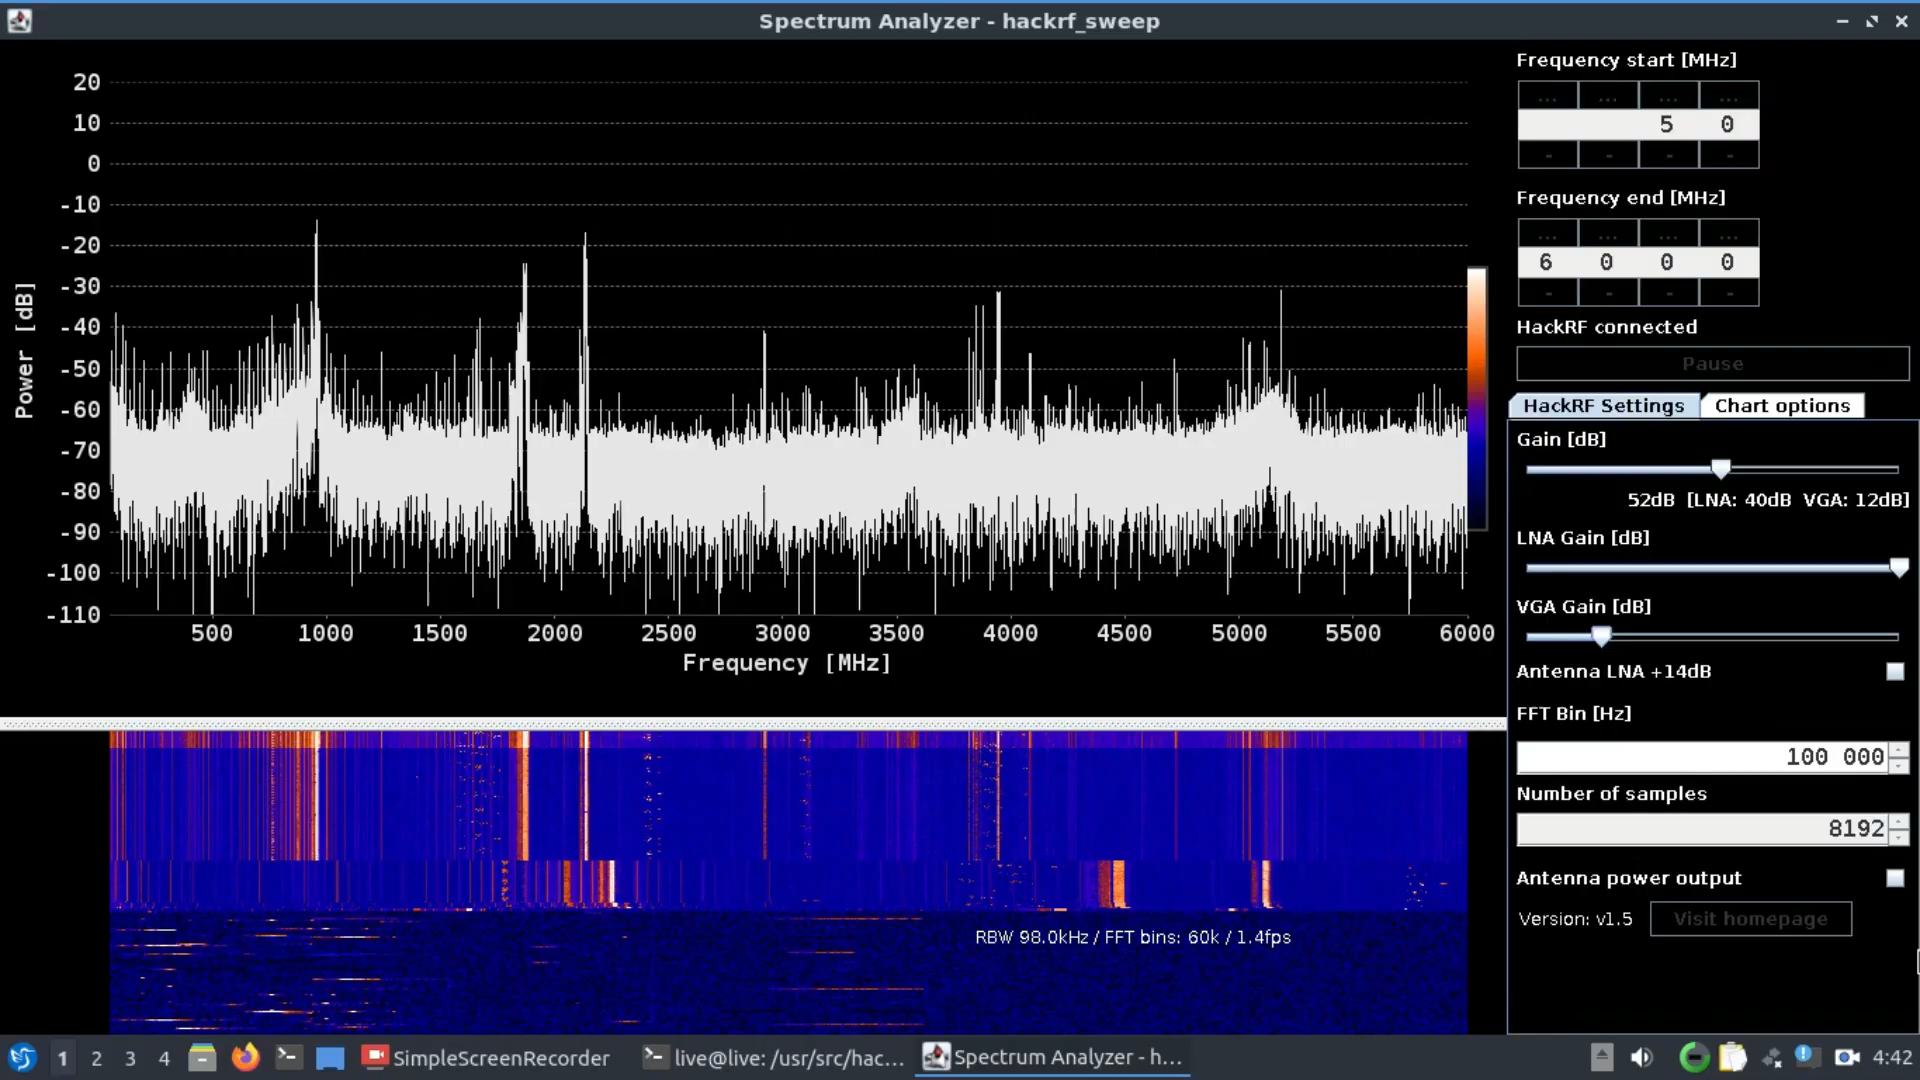 Spectrum Analyzer - hackrf_sweep
20
10
0
-10
-20
-30
-40
-50
-60
-70
-80
-90
-100
-110
Power [dB]
500 1000 1500 2000 2500 3000 3500 4000 4500 5000 5500 6000
Frequency [MHz]
RBW 98.0kHz / FFT bins: 60k / 1.4fps
Frequency start [MHz]
... ... ... ...
5 0
- - - -
Frequency end [MHz]
... ... ... ...
6 0 0 0
- - - -
HackRF connected
Pause
HackRF Settings Chart options
Gain [dB]
52dB [LNA: 40dB VGA: 12dB]
LNA Gain [dB]
VGA Gain [dB]
Antenna LNA +14dB
FFT Bin [Hz]
100 000
Number of samples
8192
Antenna power output
Version: v1.5 Visit homepage
1 2 3 4 SimpleScreenRecorder live@live: /usr/src/hac... Spectrum Analyzer - h... 4:42